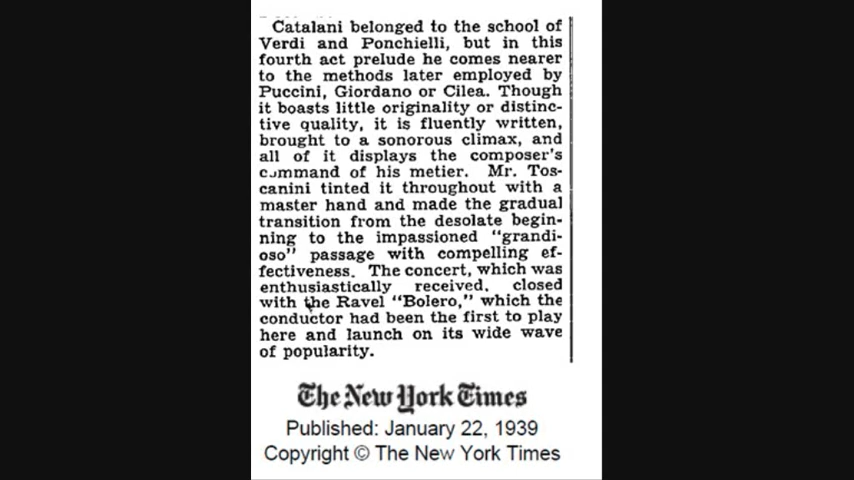 Catalani belonged to the school of
Verdi and Ponchielli, but in this
fourth act prelude he comes nearer
to the methods later employed by
Puccini, Giordano or Cilea. Though
it boasts little originality or distinc-
tive quality, it is fluently written,
brought to a sonorous climax, and
all of it displays the composer's
command of his metier. Mr. Tos-
canini tinted it throughout with a
master hand and made the gradual
transition from the desolate begin-
ning to the impassioned "grandi-
oso" passage with compelling ef-
fectiveness. The concert, which was
enthusiastically received, closed
with the Ravel "Bolero," which the
conductor had been the first to play
here and launch on its wide wave
of popularity.
The New York Times
Published: January 22, 1939
Copyright © The New York Times